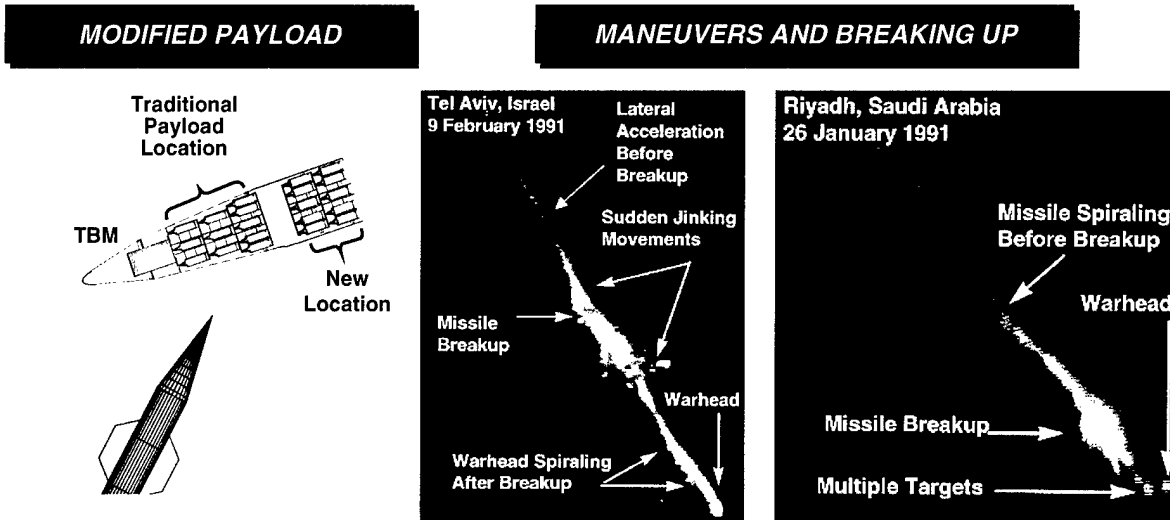 MODIFIED PAYLOAD
Traditional
Payload
Location
TBM
New
Location
MANEUVERS AND BREAKING UP
Tel Aviv, Israel
9 February 1991
Lateral
Acceleration
Before
Breakup
Sudden Jinking
Movements
Missile
Breakup
Warhead
Warhead Spiraling
After Breakup
Riyadh, Saudi Arabia
26 January 1991
Missile Spiraling
Before Breakup
Warhead
Missile Breakup
Multiple Targets